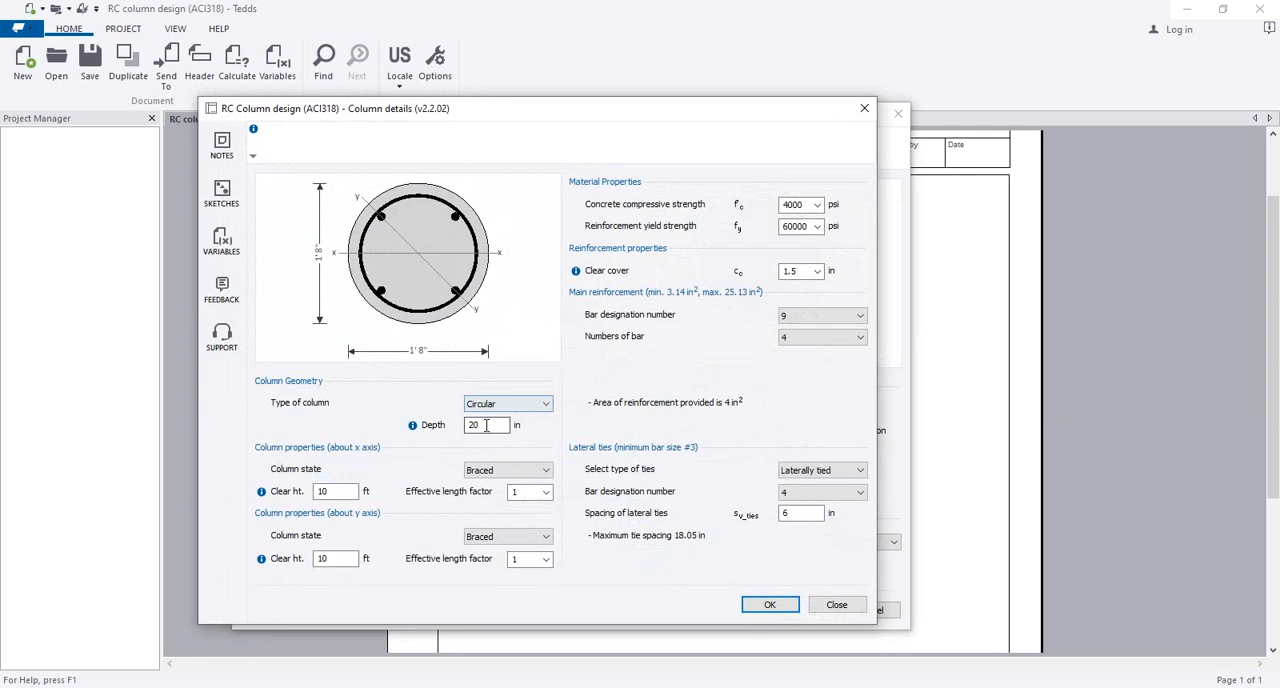 RC column design (ACI318) - Tedds
HOME PROJECT VIEW HELP
Log in
New Open Save Duplicate Send To Header Calculate Variables Find Next Locale Options
US
Document
Project Manager
RC colu
by
Date
RC Column design (ACI318) - Column details (v2.2.02)
NOTES
SKETCHES
VARIABLES
FEEDBACK
SUPPORT
y
x
x
y
1' 8"
1' 8"
Column Geometry
Type of column Circular
Depth 20 in
Column properties (about x axis)
Column state Braced
Clear ht. 10 ft Effective length factor 1
Column properties (about y axis)
Column state Braced
Clear ht. 10 ft Effective length factor 1
Material Properties
Concrete compressive strength f'c 4000 psi
Reinforcement yield strength fy 60000 psi
Reinforcement properties
Clear cover cc 1.5 in
Main reinforcement (min. 3.14 in², max. 25.13 in²)
Bar designation number 9
Numbers of bar 4
- Area of reinforcement provided is 4 in²
Lateral ties (minimum bar size #3)
Select type of ties Laterally tied
Bar designation number 4
Spacing of lateral ties sv_ties 6 in
- Maximum tie spacing 18.05 in
OK Close
on
el
For Help, press F1
Page 1 of 1